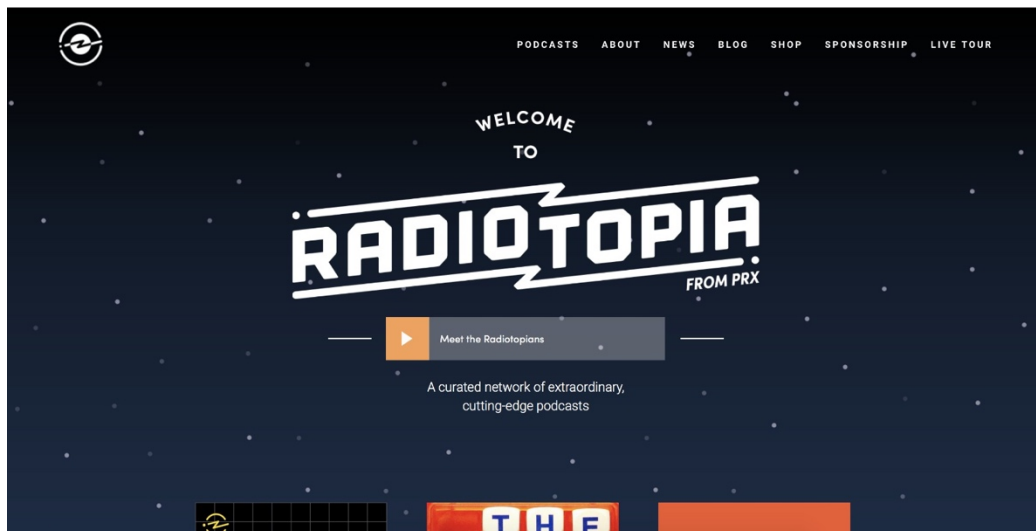 PODCASTS ABOUT NEWS BLOG SHOP SPONSORSHIP LIVE TOUR
WELCOME
TO
RADIOTOPIA
FROM PRX
Meet the Radiotopians
A curated network of extraordinary,
cutting-edge podcasts
THE